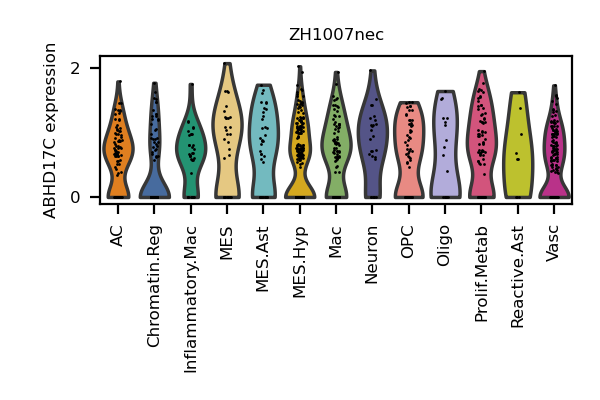 ZH1007nec
ABHD17C expression
2
0
AC
Chromatin.Reg
Inflammatory.Mac
MES
MES.Ast
MES.Hyp
Mac
Neuron
OPC
Oligo
Prolif.Metab
Reactive.Ast
Vasc